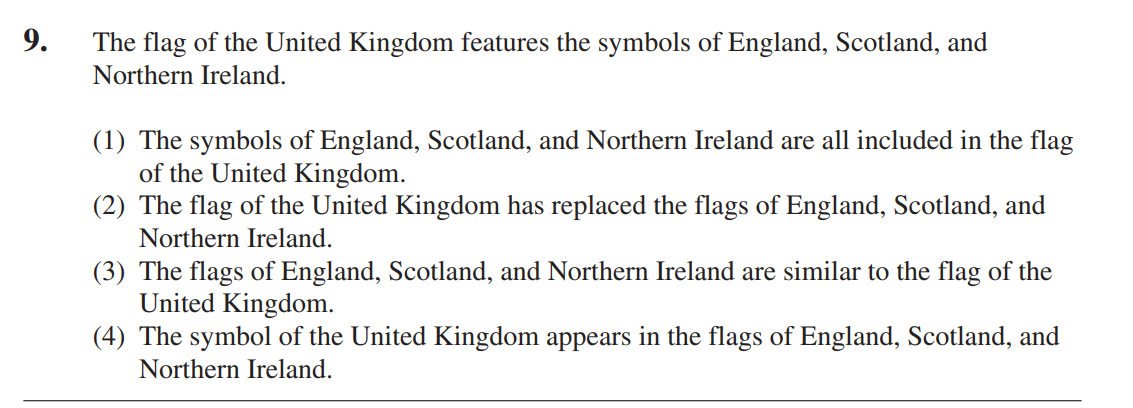 9. The flag of the United Kingdom features the symbols of England, Scotland, and
Northern Ireland.
(1) The symbols of England, Scotland, and Northern Ireland are all included in the flag
of the United Kingdom.
(2) The flag of the United Kingdom has replaced the flags of England, Scotland, and
Northern Ireland.
(3) The flags of England, Scotland, and Northern Ireland are similar to the flag of the
United Kingdom.
(4) The symbol of the United Kingdom appears in the flags of England, Scotland, and
Northern Ireland.